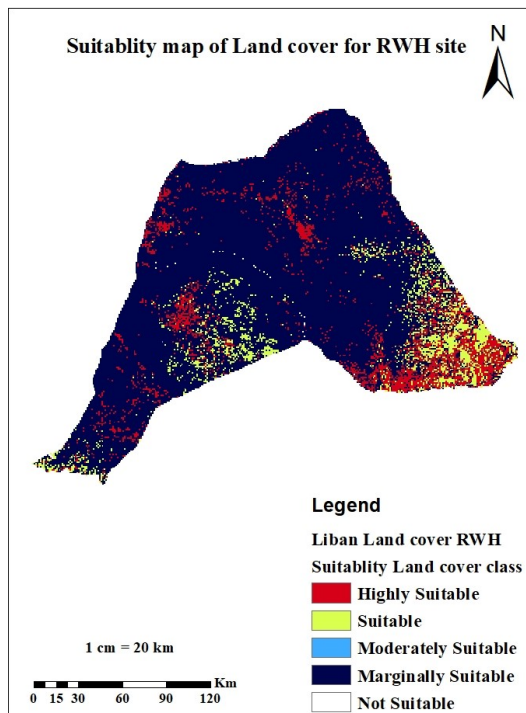 Suitablity map of Land cover for RWH site
N
Legend
Liban Land cover RWH
Suitablity Land cover class
Highly Suitable
Suitable
Moderately Suitable
Marginally Suitable
Not Suitable
1 cm = 20 km
Km
0 15 30 60 90 120